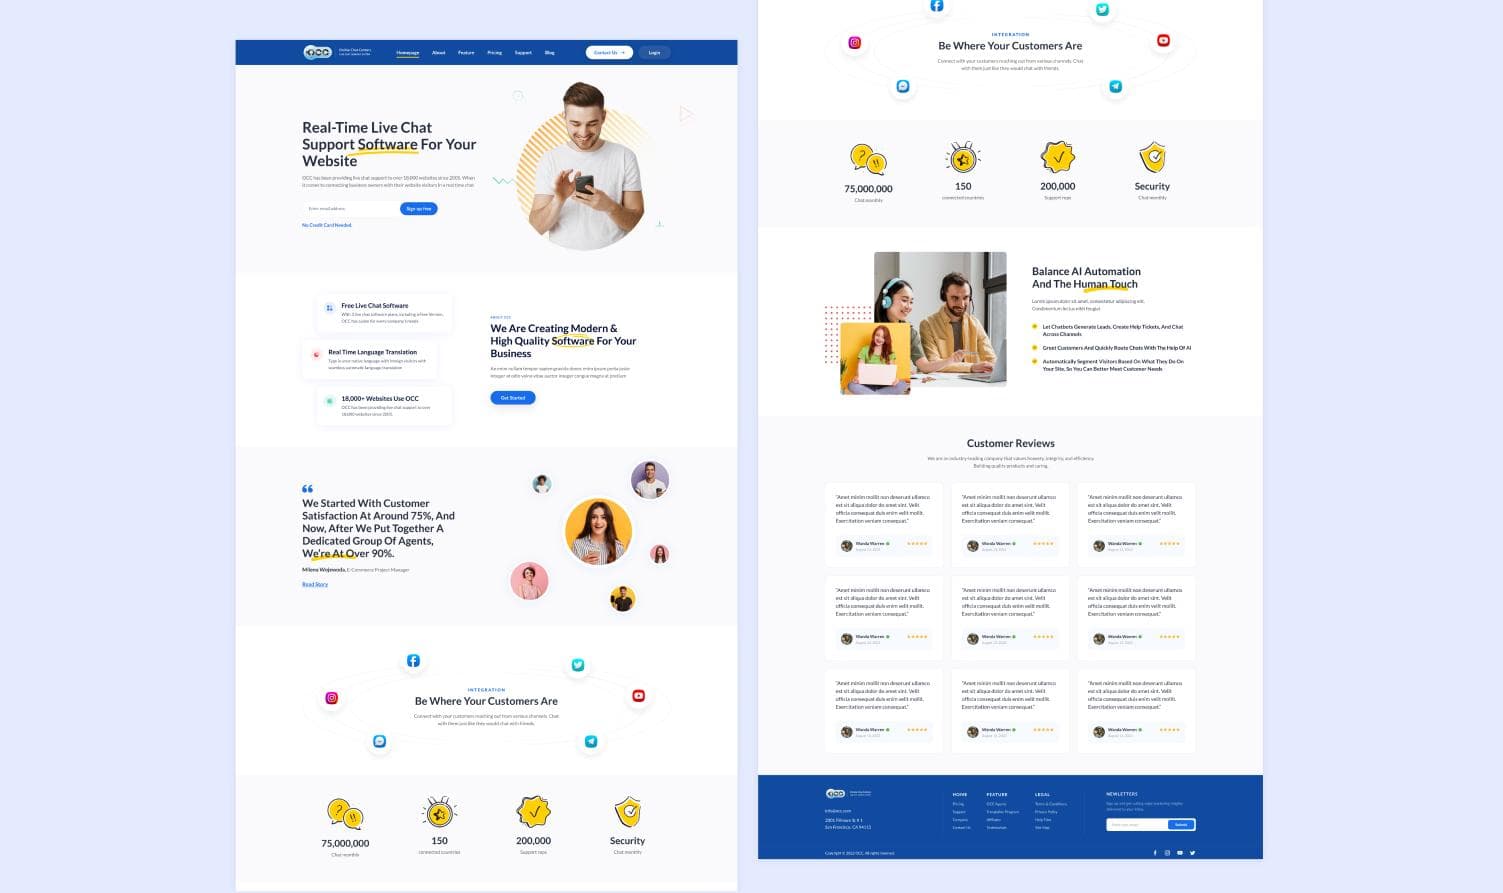 OCC
Online Chat Centers
Homepage
About
Feature
Pricing
Support
Blog
Contact Us →
Login
Real-Time Live Chat
Support Software For Your
Website
OCC has been providing live chat support to over 18,000 websites since 2005. When
it comes to connecting business owners with their website visitors in a real time chat
Enter email address
Sign up free
No Credit Card Needed.
Free Live Chat Software
With 3 live chat software plans, including a Free Version,
OCC has a plan for every company's needs
Real Time Language Translation
Type in your native language with foreign visitors with
seamless automatic language translation
18,000+ Websites Use OCC
OCC has been providing live chat support to over
18,000 websites since 2005.
ABOUT OCC
We Are Creating Modern &
High Quality Software For Your
Business
Ac enim nullam tempor sapien gravida donec enim ipsum porta justo
integer at odio velna vitae auctor integer congue magna at pretium
Get Started
We Started With Customer
Satisfaction At Around 75%, And
Now, After We Put Together A
Dedicated Group Of Agents,
We're At Over 90%.
Milena Wojewoda, E-Commerce Project Manager
Read Story
INTEGRATION
Be Where Your Customers Are
Connect with your customers reaching out from various channels. Chat
with them just like they would chat with friends.
75,000,000
Chat monthly
150
connected countries
200,000
Support reps
Security
Chat monthly
INTEGRATION
Be Where Your Customers Are
Connect with your customers reaching out from various channels. Chat
with them just like they would chat with friends.
75,000,000
Chat monthly
150
connected countries
200,000
Support reps
Security
Chat monthly
Balance AI Automation
And The Human Touch
Lorem ipsum dolor sit amet, consectetur adipiscing elit.
Condimentum lectus nibh feugiat
Let Chatbots Generate Leads, Create Help Tickets, And Chat
Across Channels
Greet Customers And Quickly Route Chats With The Help Of AI
Automatically Segment Visitors Based On What They Do On
Your Site, So You Can Better Meet Customer Needs
Customer Reviews
We are an industry-leading company that values honesty, integrity, and efficiency.
Building quality products and caring.
"Amet minim mollit non deserunt ullamco
est sit aliqua dolor do amet sint. Velit
officia consequat duis enim velit mollit.
Exercitation veniam consequat."
Wanda Warren
"Amet minim mollit non deserunt ullamco
est sit aliqua dolor do amet sint. Velit
officia consequat duis enim velit mollit.
Exercitation veniam consequat."
Wanda Warren
"Amet minim mollit non deserunt ullamco
est sit aliqua dolor do amet sint. Velit
officia consequat duis enim velit mollit.
Exercitation veniam consequat."
Wanda Warren
"Amet minim mollit non deserunt ullamco
est sit aliqua dolor do amet sint. Velit
officia consequat duis enim velit mollit.
Exercitation veniam consequat."
Wanda Warren
"Amet minim mollit non deserunt ullamco
est sit aliqua dolor do amet sint. Velit
officia consequat duis enim velit mollit.
Exercitation veniam consequat."
Wanda Warren
"Amet minim mollit non deserunt ullamco
est sit aliqua dolor do amet sint. Velit
officia consequat duis enim velit mollit.
Exercitation veniam consequat."
Wanda Warren
"Amet minim mollit non deserunt ullamco
est sit aliqua dolor do amet sint. Velit
officia consequat duis enim velit mollit.
Exercitation veniam consequat."
Wanda Warren
"Amet minim mollit non deserunt ullamco
est sit aliqua dolor do amet sint. Velit
officia consequat duis enim velit mollit.
Exercitation veniam consequat."
Wanda Warren
"Amet minim mollit non deserunt ullamco
est sit aliqua dolor do amet sint. Velit
officia consequat duis enim velit mollit.
Exercitation veniam consequat."
Wanda Warren
OCC
info@occ.com
2001 Fillmore St # 1
San Francisco, CA 94115
HOME
Pricing
Support
Company
Contact Us
FEATURE
OCC Agent
Translation Program
Affiliates
Testimonials
LEGAL
Terms & Conditions
Privacy Policy
Help Files
Site Map
NEWLETTERS
Submit
Copyright © 2022 OCC. All rights reserved